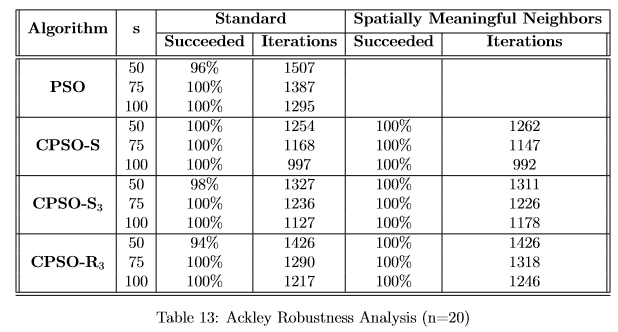 Algorithm s Standard Spatially Meaningful Neighbors
Succeeded Iterations Succeeded Iterations
PSO 50 96% 1507
75 100% 1387
100 100% 1295
CPSO-S 50 100% 1254 100% 1262
75 100% 1168 100% 1147
100 100% 997 100% 992
CPSO-S₃ 50 98% 1327 100% 1311
75 100% 1236 100% 1226
100 100% 1127 100% 1178
CPSO-R₃ 50 94% 1426 100% 1426
75 100% 1290 100% 1318
100 100% 1217 100% 1246
Table 13: Ackley Robustness Analysis (n=20)